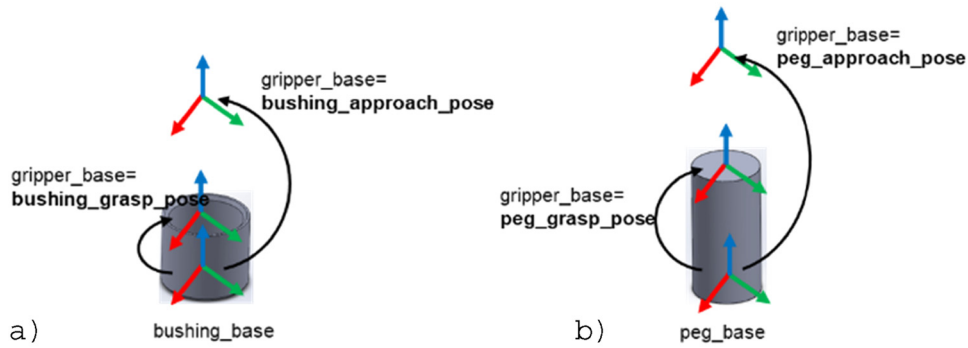 gripper_base=
bushing_approach_pose
gripper_base=
bushing_grasp_pose
a)
bushing_base
gripper_base=
peg_approach_pose
gripper_base=
peg_grasp_pose
b)
peg_base